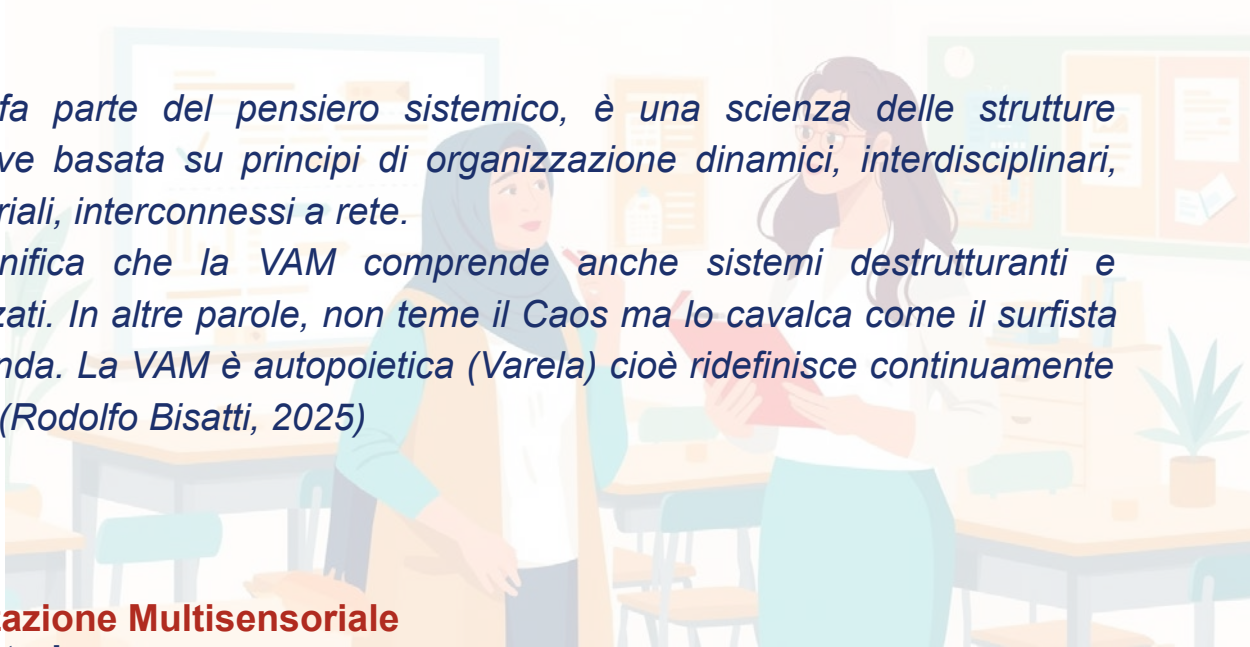 fa parte del pensiero sistemico, è una scienza delle strutture
ve basata su principi di organizzazione dinamici, interdisciplinari,
riali, interconnessi a rete.
nifica che la VAM comprende anche sistemi destrutturanti e
zati. In altre parole, non teme il Caos ma lo cavalca come il surfista
nda. La VAM è autopoietica (Varela) cioè ridefinisce continuamente
(Rodolfo Bisatti, 2025)
zazione Multisensoriale